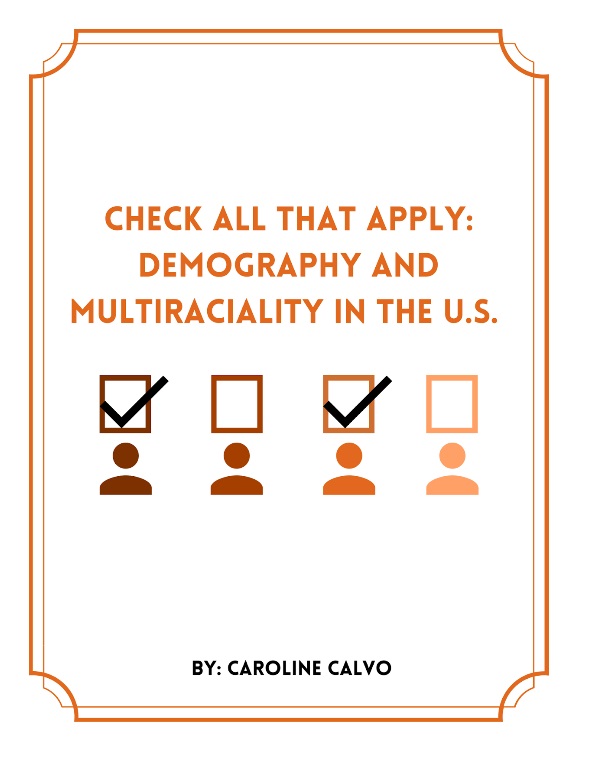 CHECK ALL THAT APPLY:
DEMOGRAPHY AND
MULTIRACIALITY IN THE U.S.
BY: CAROLINE CALVO